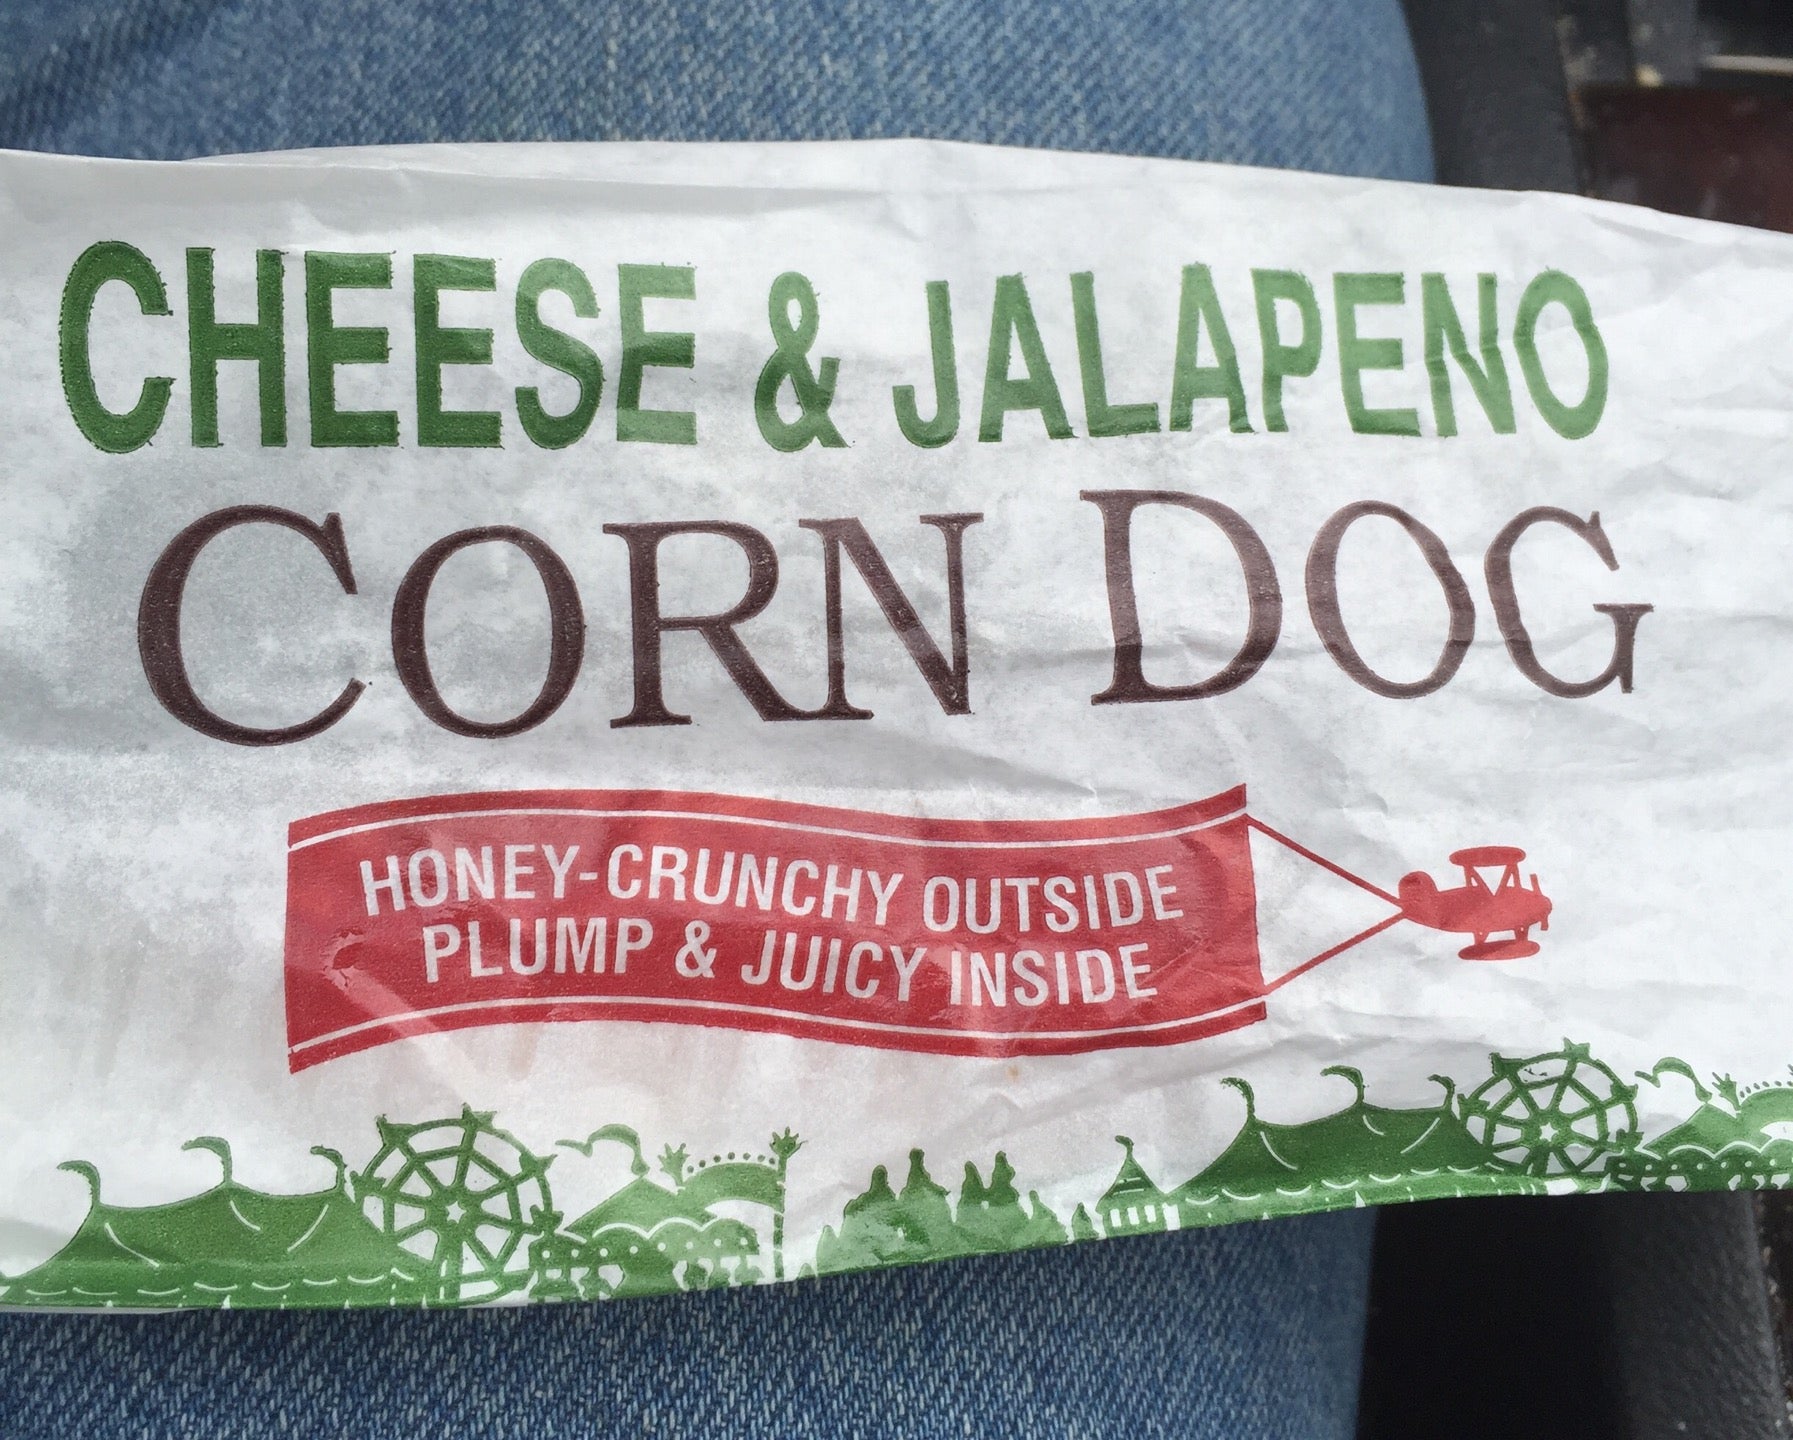 CHEESE & JALAPENO
CORN DOG
HONEY-CRUNCHY OUTSIDE
PLUMP & JUICY INSIDE